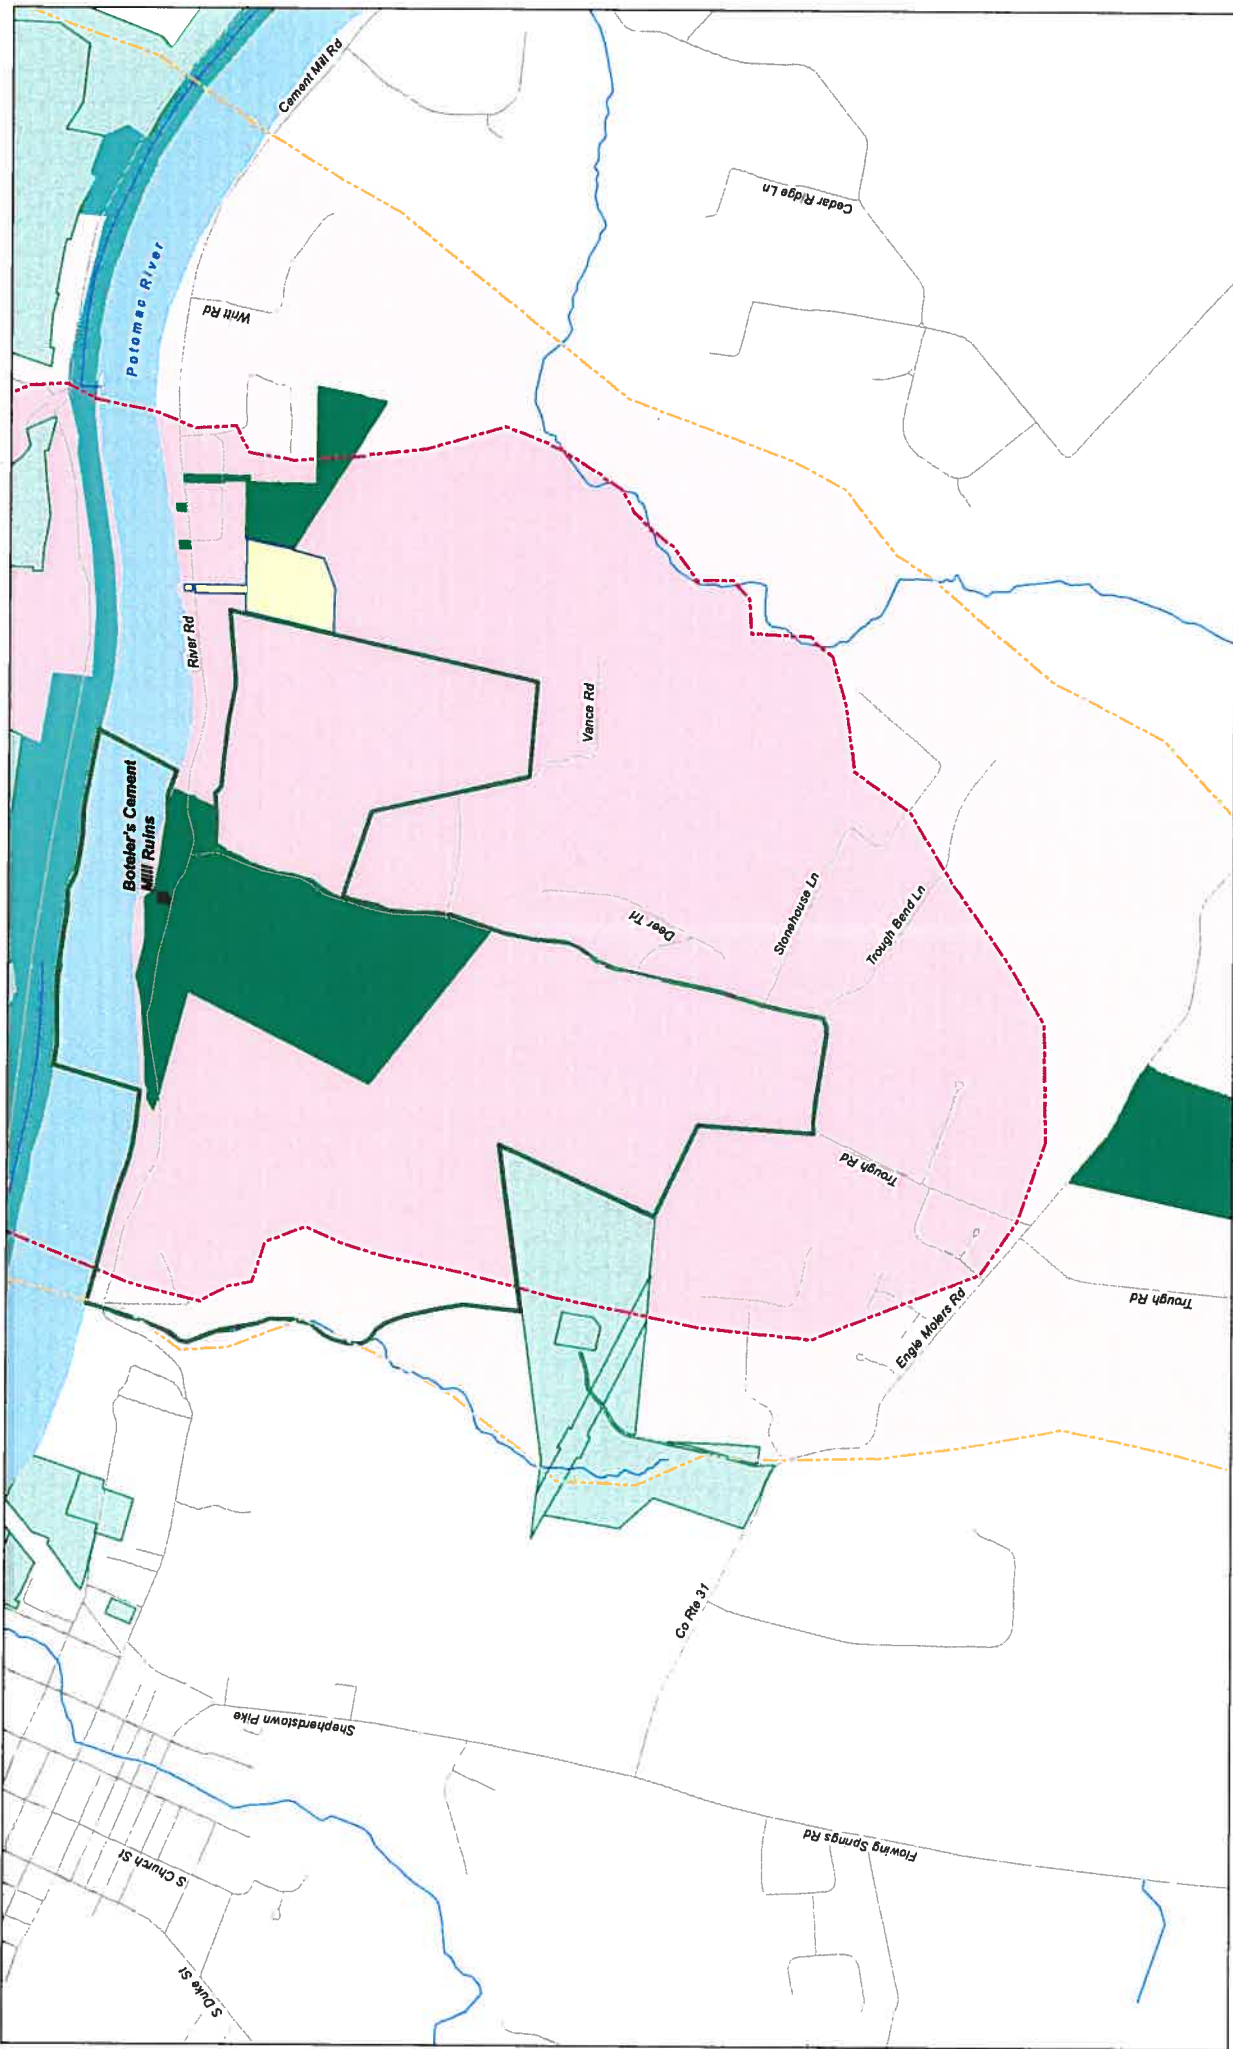 Cement Mill Rd
Cedar Ridge Ln
Potomac River
Writt Rd
River Rd
Vance Rd
Boteler's Cement
Mill Ruins
Deer Trl
Stonehouse Ln
Trough Bend Ln
Trough Rd
Trough Rd
Engle Molers Rd
Co Rte 31
Shepherdstown Pike
Flowing Springs Rd
S Church St
S Duke St